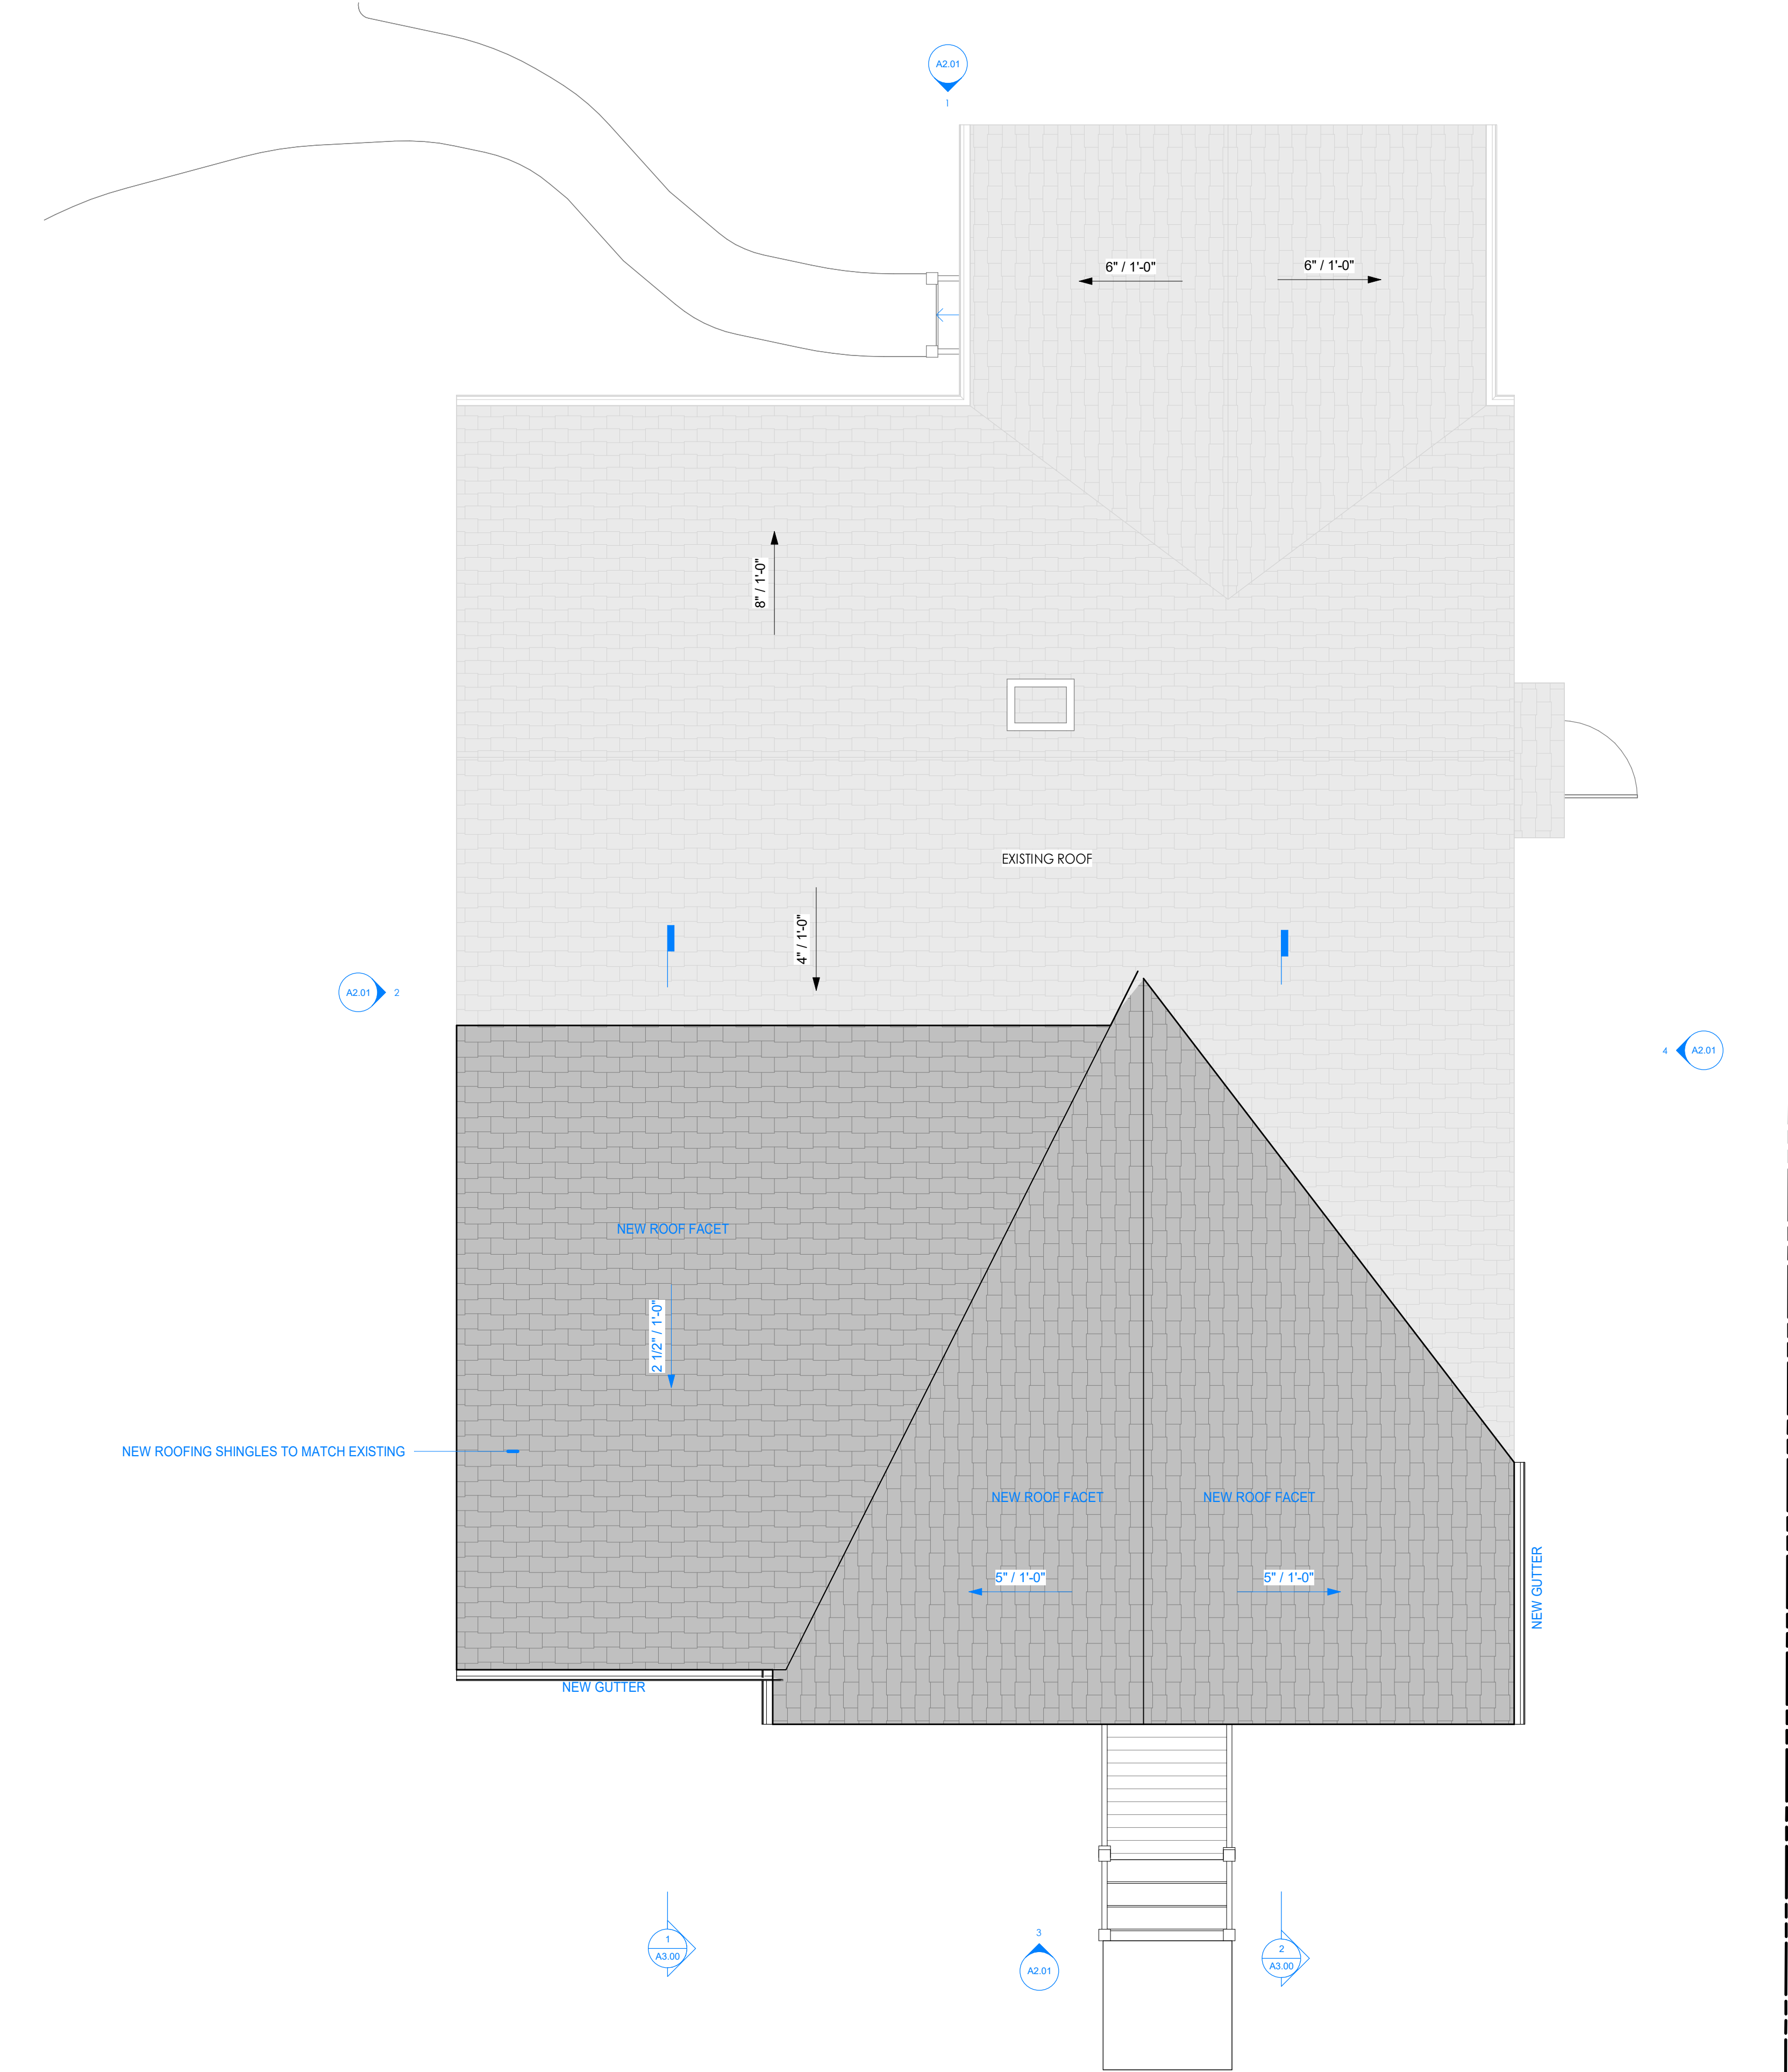 A2.01
1
6" / 1'-0"
6" / 1'-0"
8" / 1'-0"
EXISTING ROOF
4" / 1'-0"
A2.01
2
4
A2.01
NEW ROOF FACET
2 1/2" / 1'-0"
NEW ROOFING SHINGLES TO MATCH EXISTING
NEW ROOF FACET
NEW ROOF FACET
5" / 1'-0"
5" / 1'-0"
NEW GUTTER
NEW GUTTER
1
A3.00
3
A2.01
2
A3.00